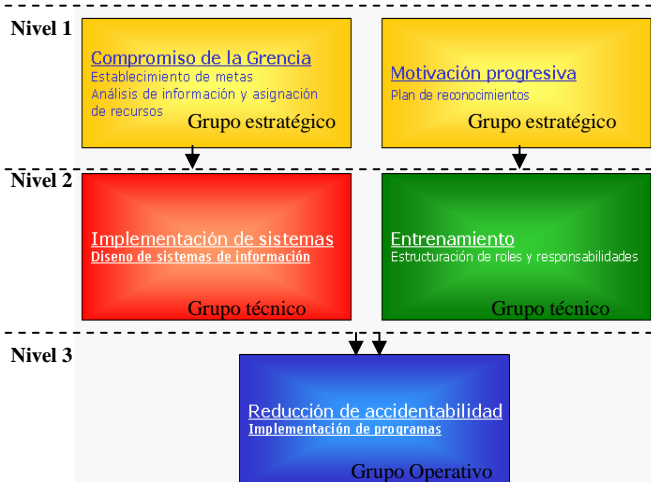 Nivel 1
Compromiso de la Grencia
Establecimiento de metas
Análisis de información y asignación
de recursos
Grupo estratégico
Motivación progresiva
Plan de reconocimientos
Grupo estratégico
Nivel 2
Implementación de sistemas
Diseno de sistemas de información
Grupo técnico
Entrenamiento
Estructuración de roles y responsabilidades
Grupo técnico
Nivel 3
Reducción de accidentabilidad
Implementación de programas
Grupo Operativo